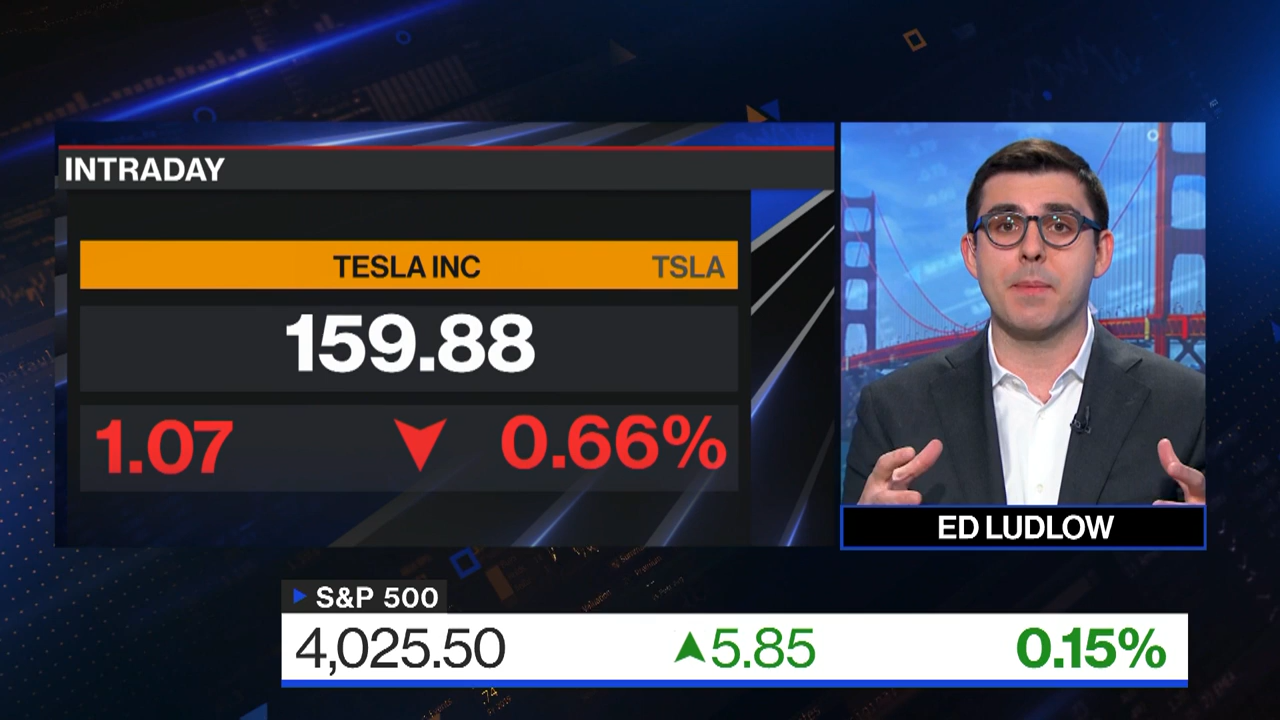 INTRADAY
TESLA INC TSLA
159.88
1.07 0.66%
ED LUDLOW
S&P 500
4,025.50 5.85 0.15%